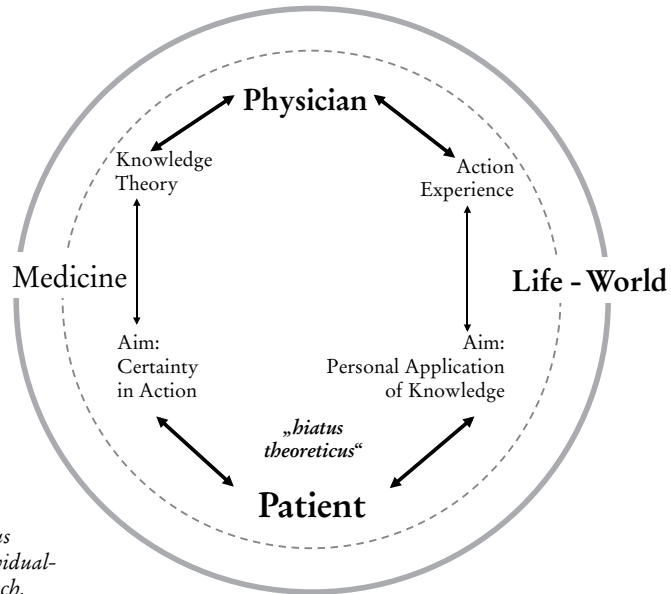 Physician
Knowledge
Theory
Action
Experience
Medicine
Life - World
Aim:
Certainty
in Action
Aim:
Personal Application
of Knowledge
„hiatus
theoreticus“
Patient